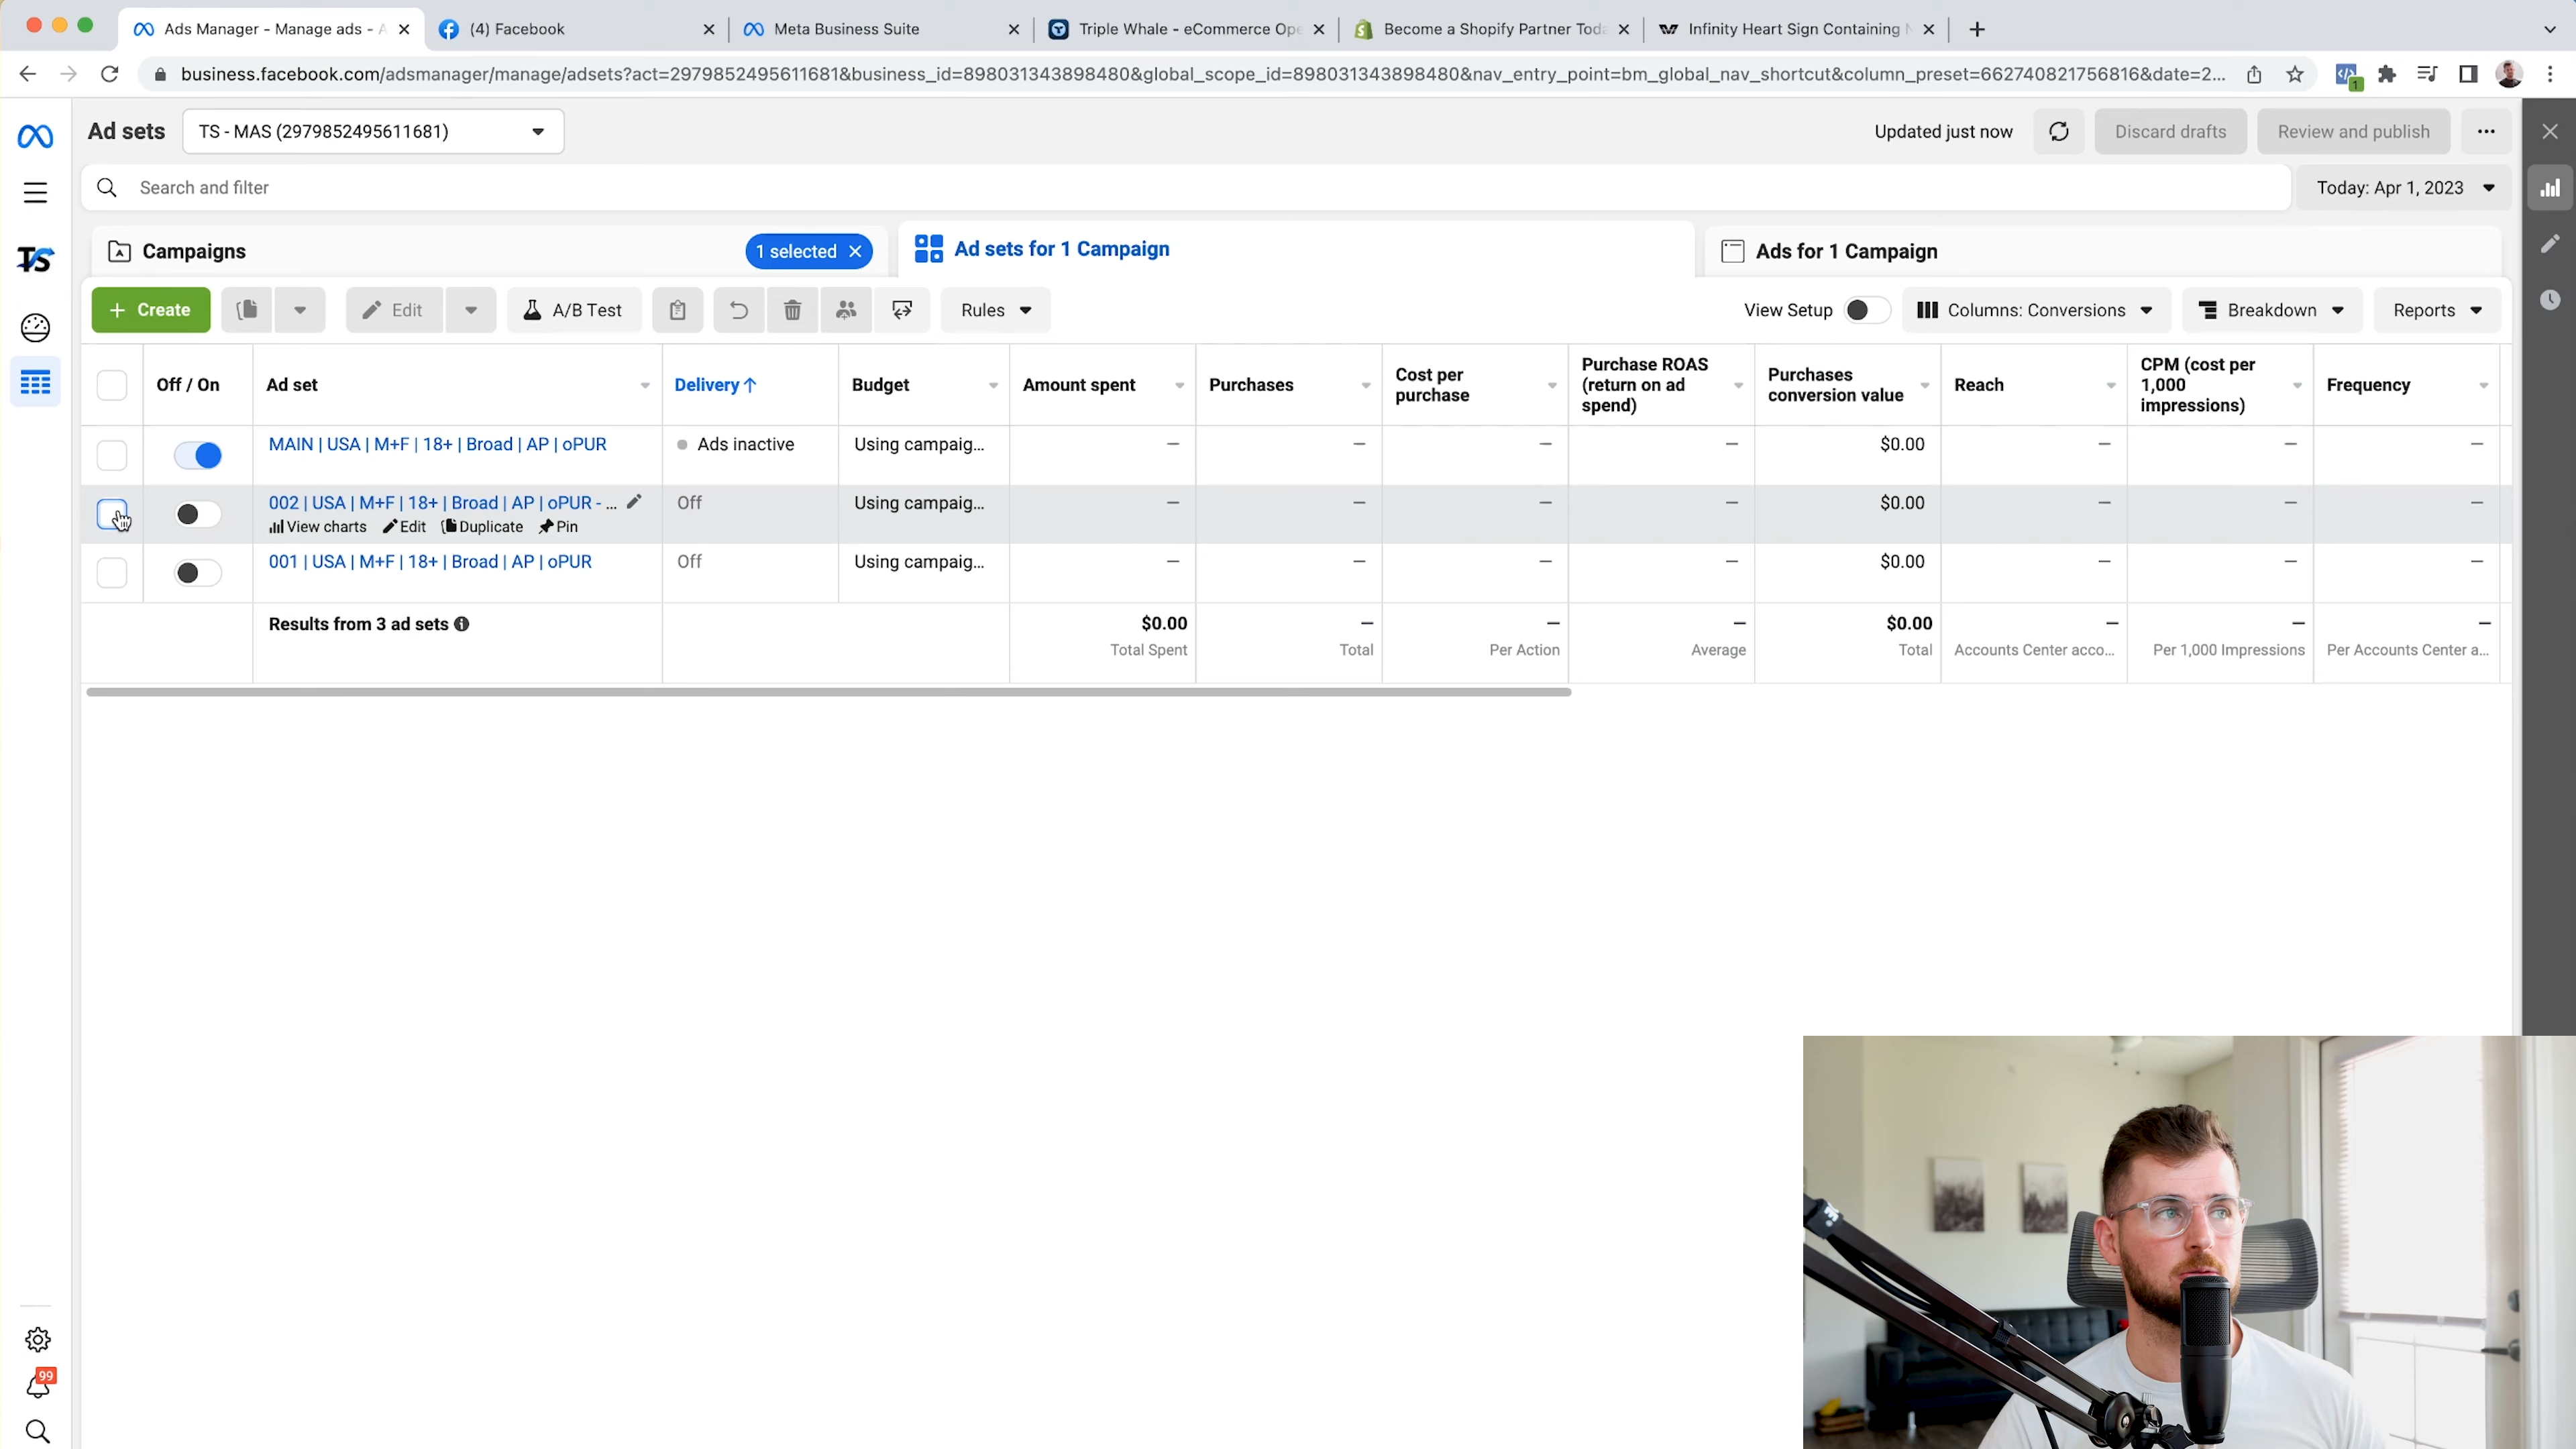 Ads Manager - Manage ads - A
(4) Facebook
Meta Business Suite
Triple Whale - eCommerce Ope
Become a Shopify Partner Toda
Infinity Heart Sign Containing N
business.facebook.com/adsmanager/manage/adsets?act=2979852495611681&business_id=898031343898480&global_scope_id=898031343898480&nav_entry_point=bm_global_nav_shortcut&column_preset=662740821756816&date=2...
1
Ad sets
TS - MAS (2979852495611681)
Updated just now
Discard drafts
Review and publish
Search and filter
Today: Apr 1, 2023
TS
Campaigns
1 selected
Ad sets for 1 Campaign
Ads for 1 Campaign
+ Create
Edit
A/B Test
Rules
View Setup
Columns: Conversions
Breakdown
Reports
Off / On
Ad set
Delivery ↑
Budget
Amount spent
Purchases
Cost per purchase
Purchase ROAS (return on ad spend)
Purchases conversion value
Reach
CPM (cost per 1,000 impressions)
Frequency
MAIN | USA | M+F | 18+ | Broad | AP | oPUR
Ads inactive
Using campaig...
— — — — $0.00 — — —
002 | USA | M+F | 18+ | Broad | AP | oPUR - ...
Off
Using campaig...
— — — — $0.00 — — —
View charts Edit Duplicate Pin
001 | USA | M+F | 18+ | Broad | AP | oPUR
Off
Using campaig...
— — — — $0.00 — — —
Results from 3 ad sets
$0.00 — — — $0.00 — — —
Total Spent
Total
Per Action
Average
Total
Accounts Center acco...
Per 1,000 Impressions
Per Accounts Center a...
99